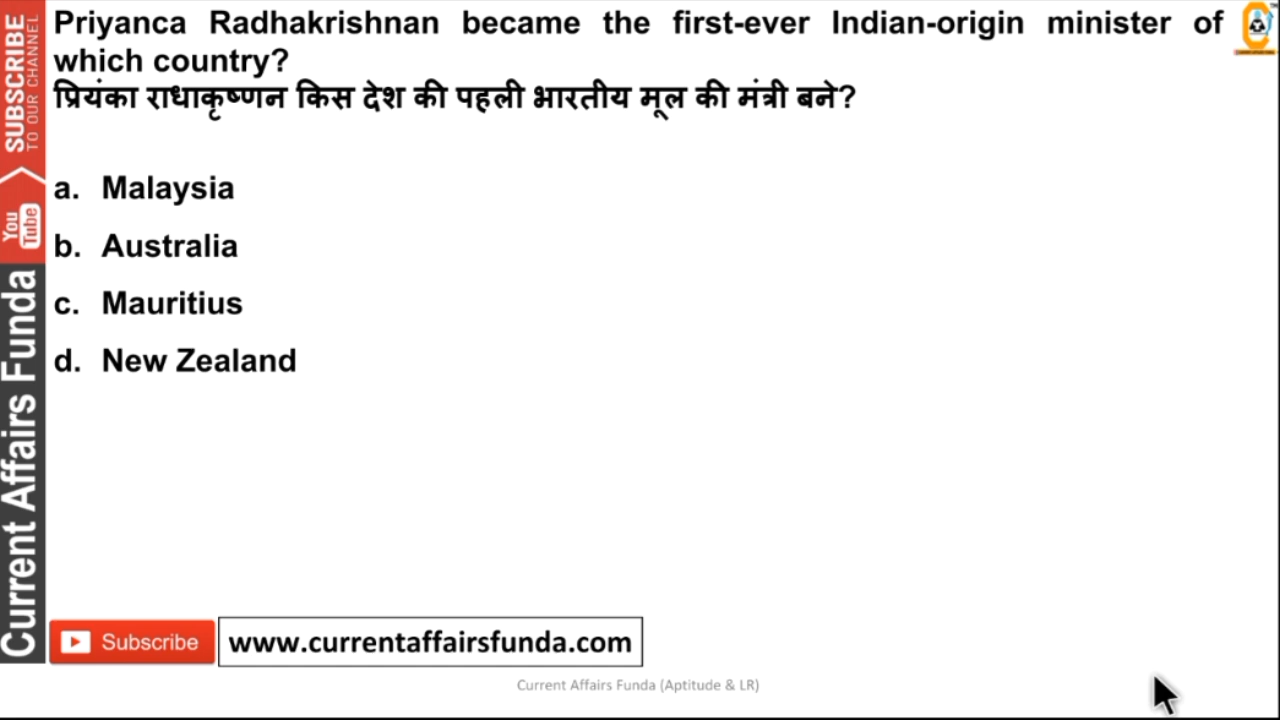 Priyanca Radhakrishnan became the first-ever Indian-origin minister of
which country?
प्रियंका राधाकृष्णन किस देश की पहली भारतीय मूल की मंत्री बने?
a. Malaysia
b. Australia
c. Mauritius
d. New Zealand
SUBSCRIBE
TO OUR CHANNEL
You
Tube
Current Affairs Funda
Subscribe
www.currentaffairsfunda.com
Current Affairs Funda (Aptitude & LR)